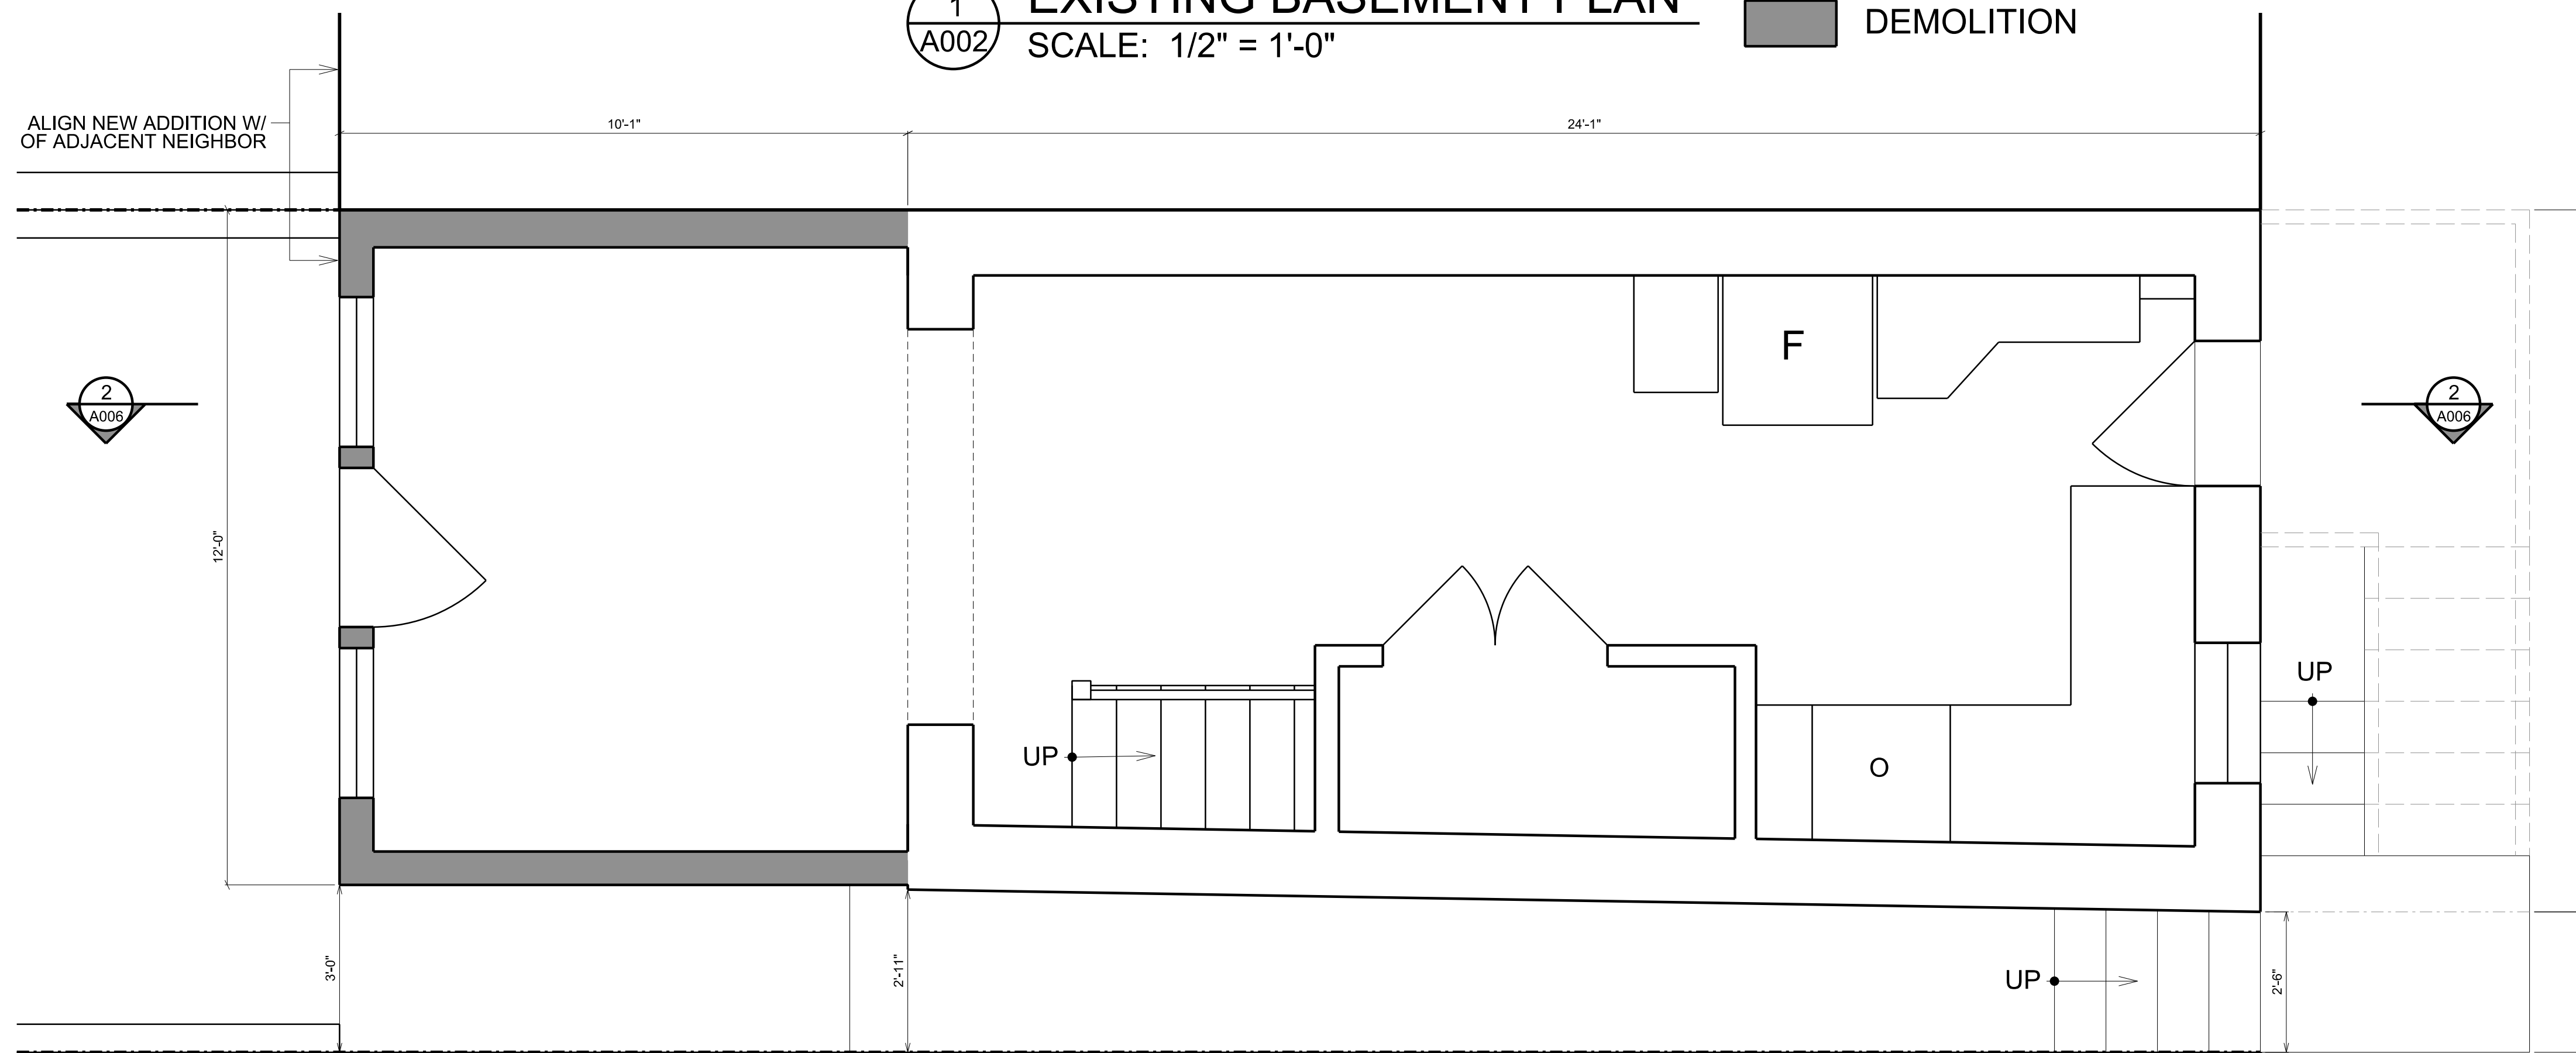 1
A002
EXISTING BASEMENT PLAN
SCALE: 1/2" = 1'-0"
DEMOLITION
ALIGN NEW ADDITION W/
OF ADJACENT NEIGHBOR
10'-1"
24'-1"
2
A006
F
2
A006
12'-0"
UP
UP
O
3'-0"
2'-11"
UP
2'-6"